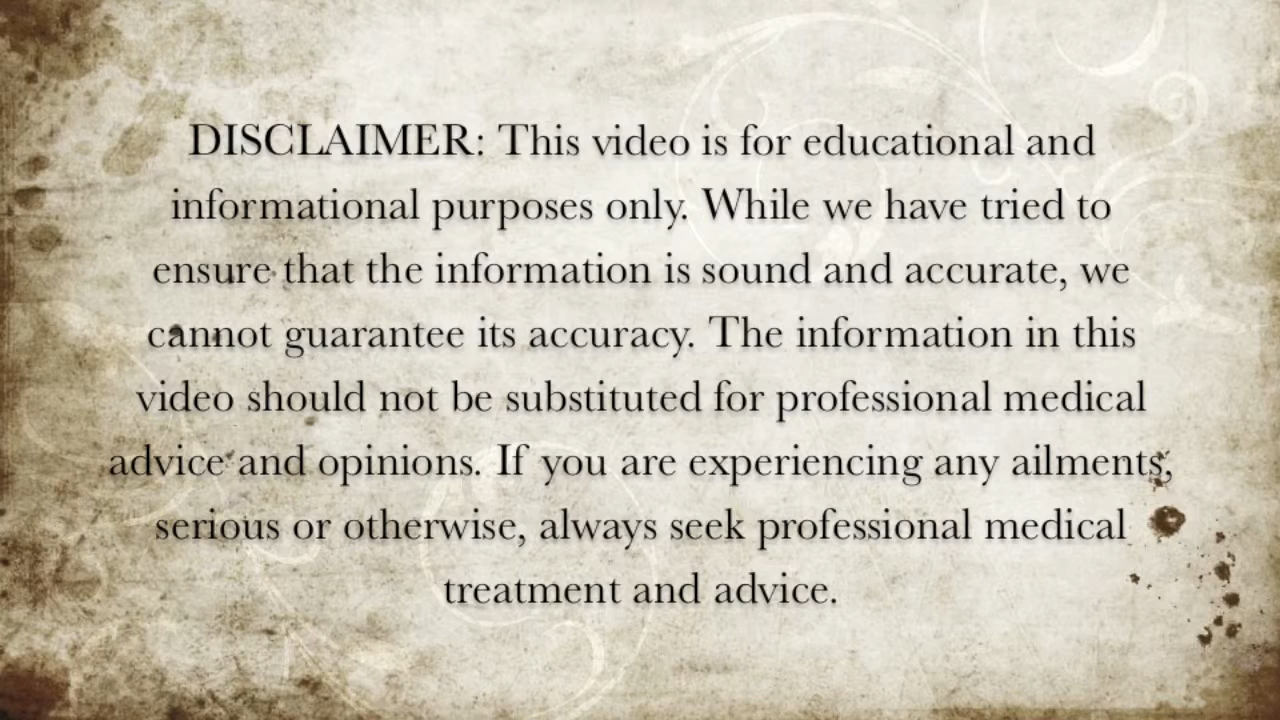 DISCLAIMER: This video is for educational and
informational purposes only. While we have tried to
ensure that the information is sound and accurate, we
cannot guarantee its accuracy. The information in this
video should not be substituted for professional medical
advice and opinions. If you are experiencing any ailments,
serious or otherwise, always seek professional medical
treatment and advice.